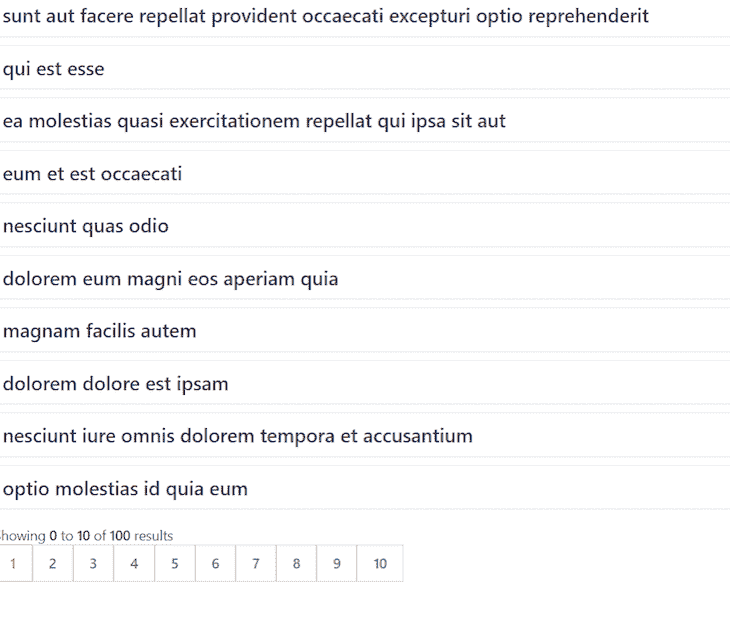 sunt aut facere repellat provident occaecati excepturi optio reprehenderit
qui est esse
ea molestias quasi exercitationem repellat qui ipsa sit aut
eum et est occaecati
nesciunt quas odio
dolorem eum magni eos aperiam quia
magnam facilis autem
dolorem dolore est ipsam
nesciunt iure omnis dolorem tempora et accusantium
optio molestias id quia eum
howing 0 to 10 of 100 results
1 2 3 4 5 6 7 8 9 10